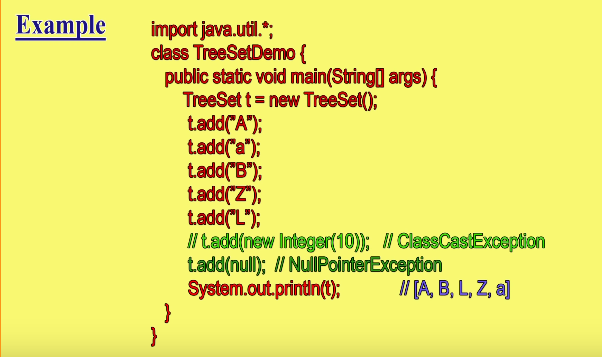 Example
import java.util.*;
class TreeSetDemo {
public static void main(String[] args) {
TreeSet t = new TreeSet();
t.add("A");
t.add("a");
t.add("B");
t.add("Z");
t.add("L");
// t.add(new Integer(10)); // ClassCastException
t.add(null); // NullPointerException
System.out.println(t); // [A, B, L, Z, a]
}
}